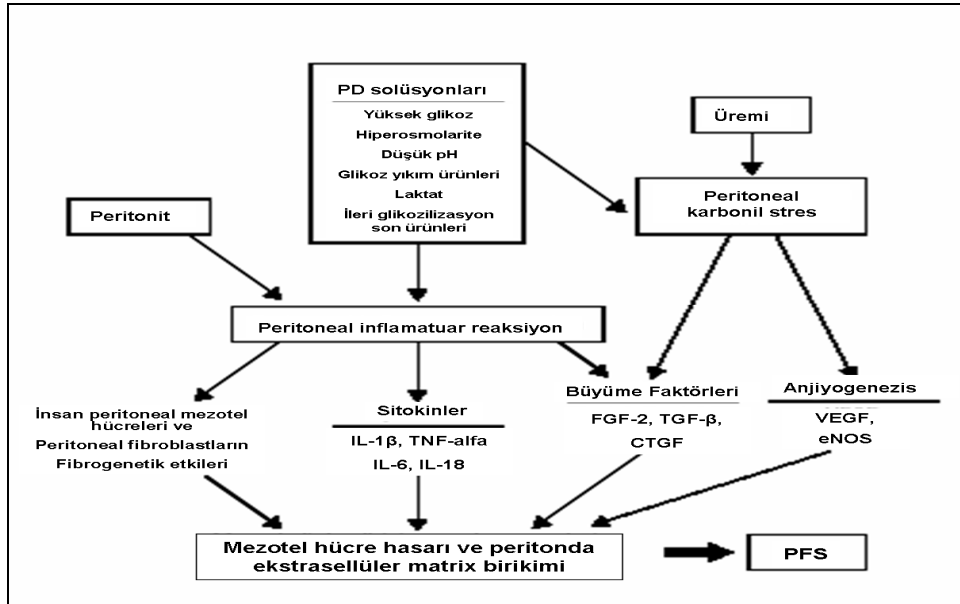 PD solüsyonları
Yüksek glikoz
Hiperosmolarite
Düşük pH
Glikoz yıkım ürünleri
Laktat
İleri glikozilizasyon
son ürünleri
Üremi
Peritonit
Peritoneal
karbonil stres
Peritoneal inflamatuar reaksiyon
İnsan peritoneal mezotel
hücreleri ve
Peritoneal fibroblastların
Fibrogenetik etkileri
Sitokinler
IL-1β, TNF-alfa
IL-6, IL-18
Büyüme Faktörleri
FGF-2, TGF-β,
CTGF
Anjiyogenezis
VEGF,
eNOS
Mezotel hücre hasarı ve peritonda
ekstrasellüler matrix birikimi
PFS